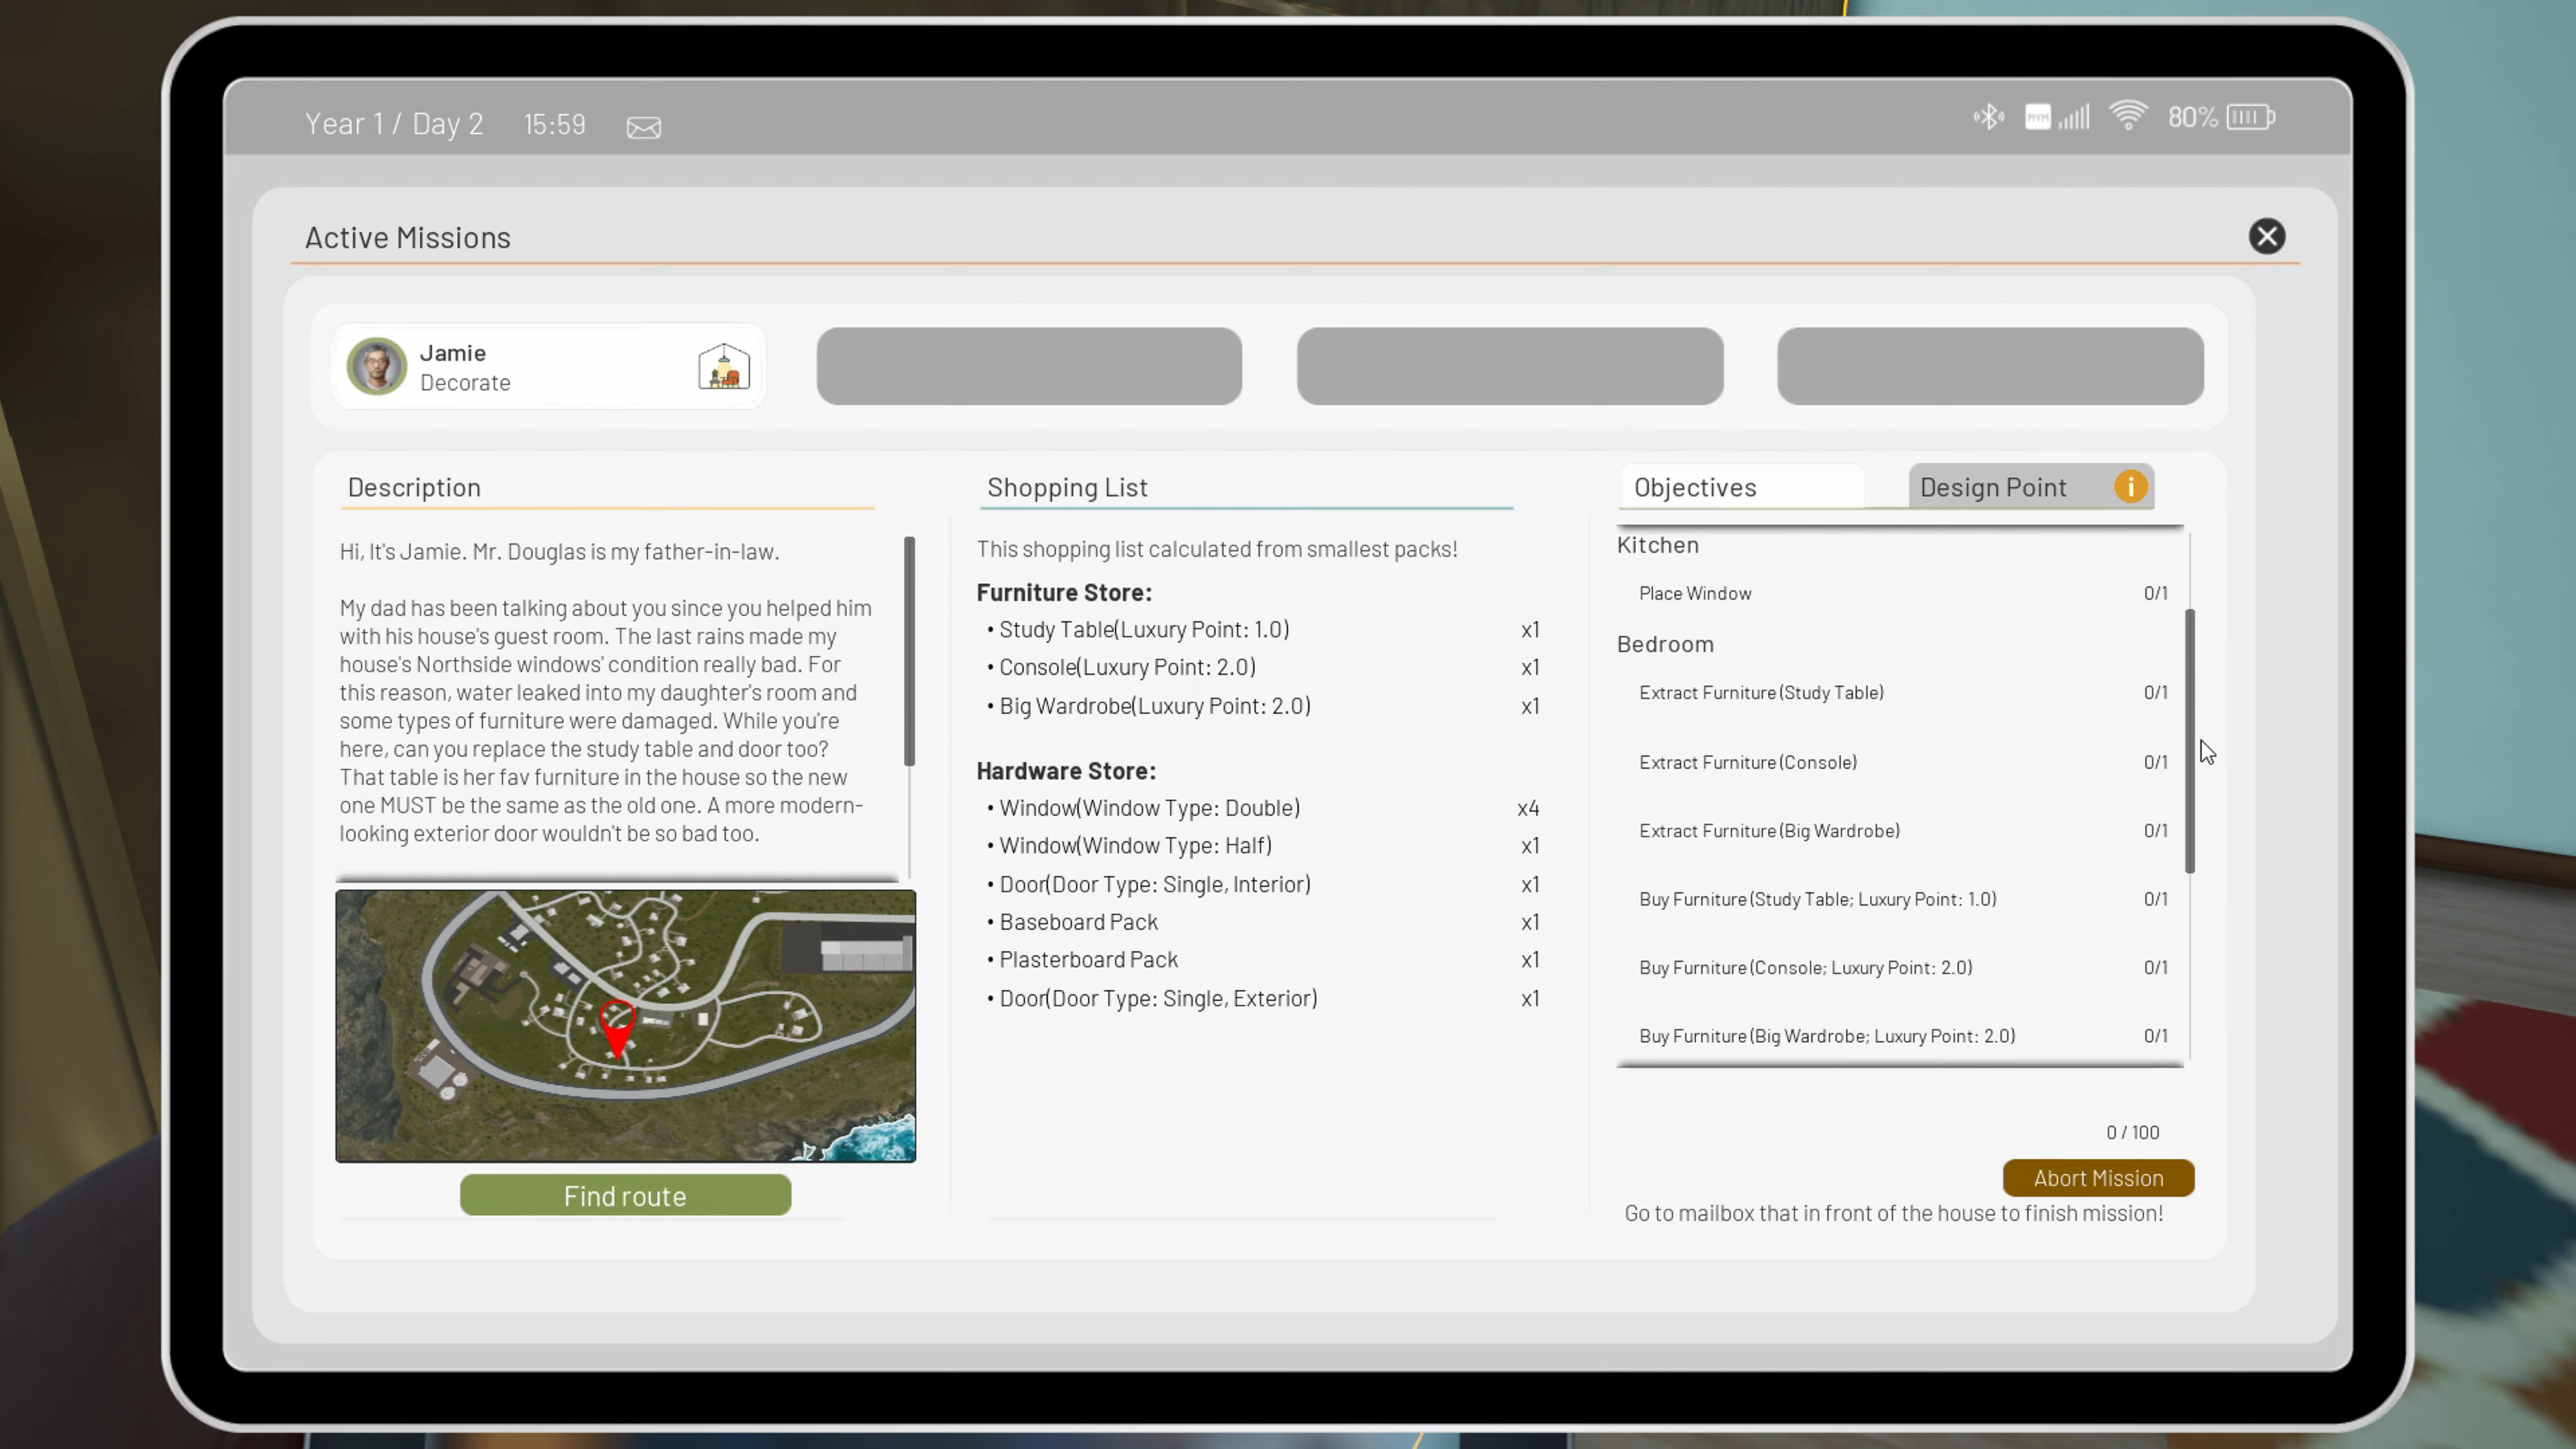 Year 1 / Day 2 15:59
MYM 80%
Active Missions
Jamie
Decorate
Description
Hi, It's Jamie. Mr. Douglas is my father-in-law.
My dad has been talking about you since you helped him
with his house's guest room. The last rains made my
house's Northside windows' condition really bad. For
this reason, water leaked into my daughter's room and
some types of furniture were damaged. While you're
here, can you replace the study table and door too?
That table is her fav furniture in the house so the new
one MUST be the same as the old one. A more modern-
looking exterior door wouldn't be so bad too.
Find route
Shopping List
This shopping list calculated from smallest packs!
Furniture Store:
• Study Table(Luxury Point: 1.0) x1
• Console(Luxury Point: 2.0) x1
• Big Wardrobe(Luxury Point: 2.0) x1
Hardware Store:
• Window(Window Type: Double) x4
• Window(Window Type: Half) x1
• Door(Door Type: Single, Interior) x1
• Baseboard Pack x1
• Plasterboard Pack x1
• Door(Door Type: Single, Exterior) x1
Objectives
Design Point i
Kitchen
Place Window 0/1
Bedroom
Extract Furniture (Study Table) 0/1
Extract Furniture (Console) 0/1
Extract Furniture (Big Wardrobe) 0/1
Buy Furniture (Study Table; Luxury Point: 1.0) 0/1
Buy Furniture (Console; Luxury Point: 2.0) 0/1
Buy Furniture (Big Wardrobe; Luxury Point: 2.0) 0/1
0 / 100
Abort Mission
Go to mailbox that in front of the house to finish mission!